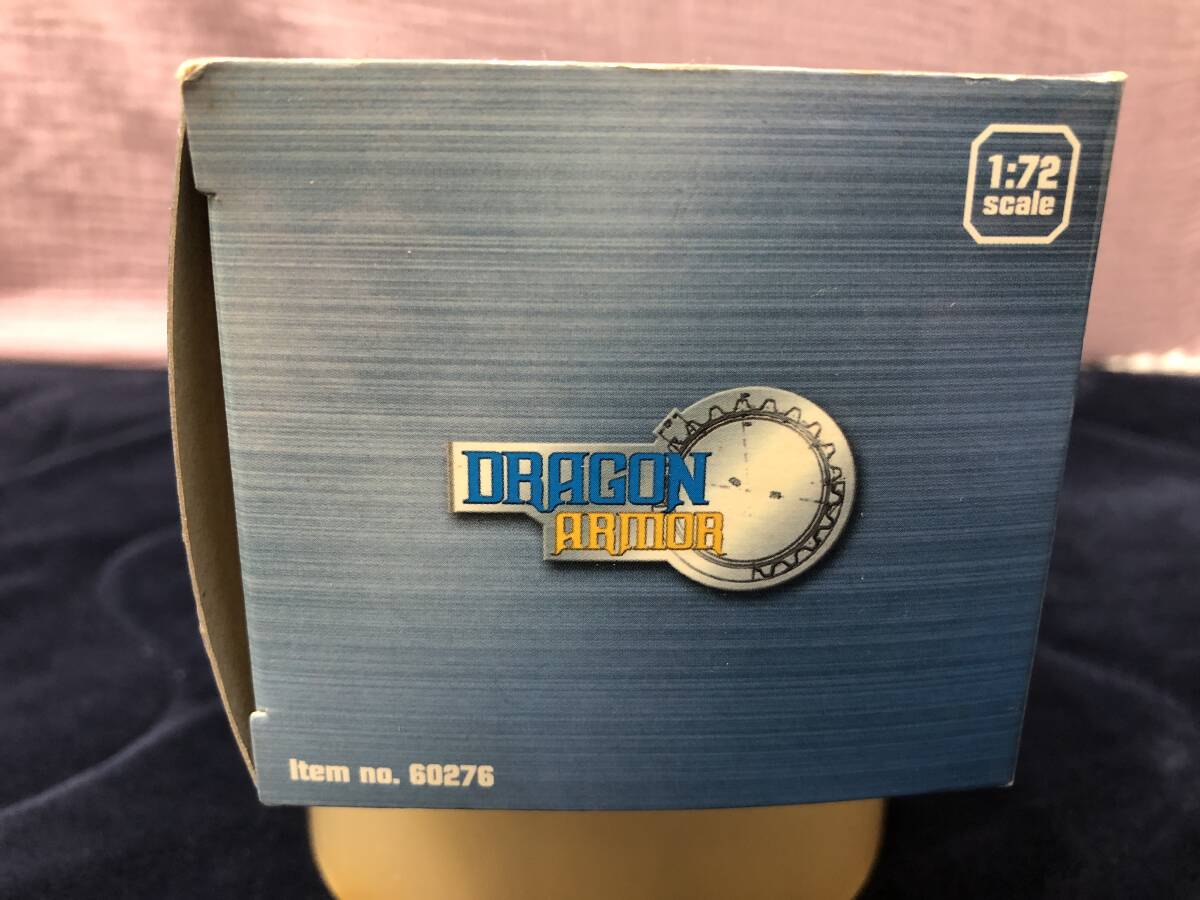 1:72
scale
DRAGON
ARMOR
Item no. 60276